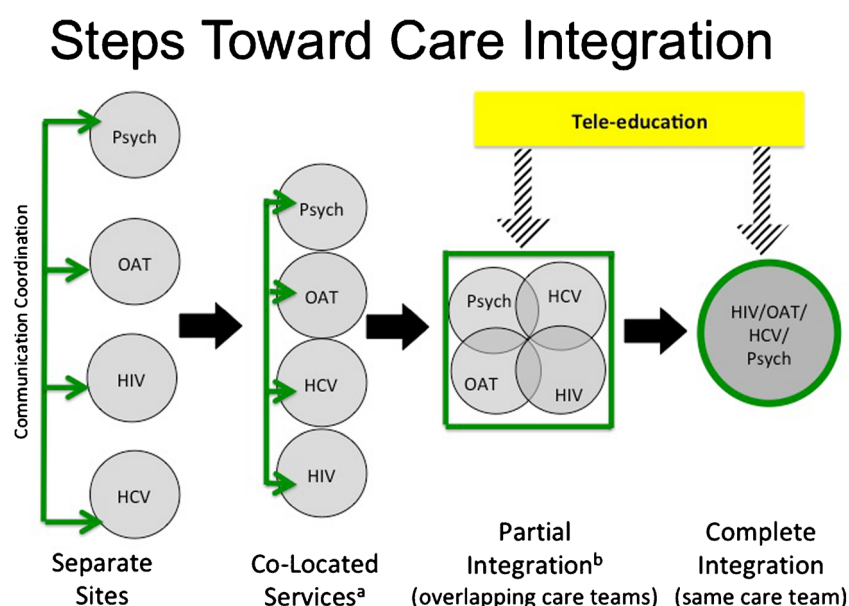 Steps Toward Care Integration
Communication Coordination
Psych
OAT
HIV
HCV
Separate
Sites
Psych
OAT
HCV
HIV
Co-Located
Servicesᵃ
Tele-education
Psych
HCV
OAT
HIV
Partial
Integrationᵇ
(overlapping care teams)
HIV/OAT/
HCV/
Psych
Complete
Integration
(same care team)